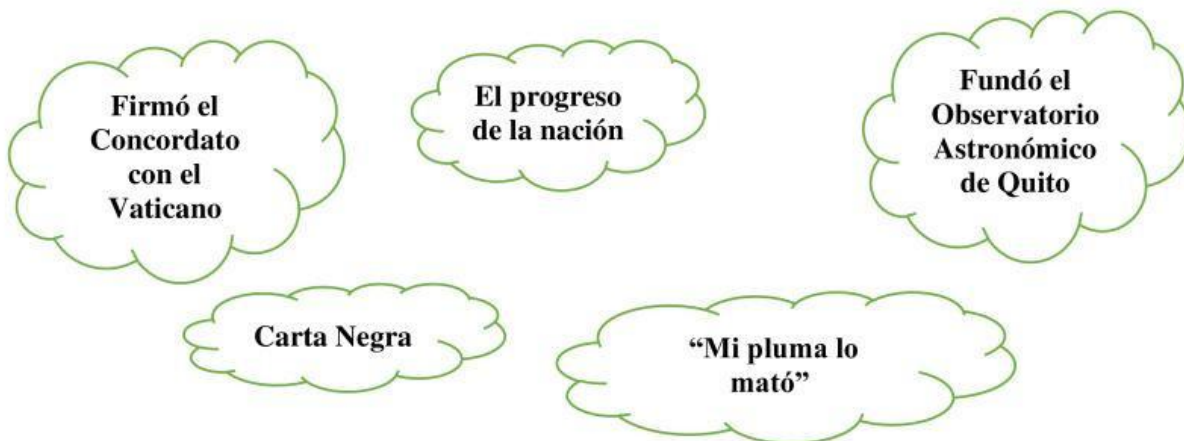 Firmó el
Concordato
con el
Vaticano
El progreso
de la nación
Fundó el
Observatorio
Astronómico
de Quito
Carta Negra
“Mi pluma lo
mató”